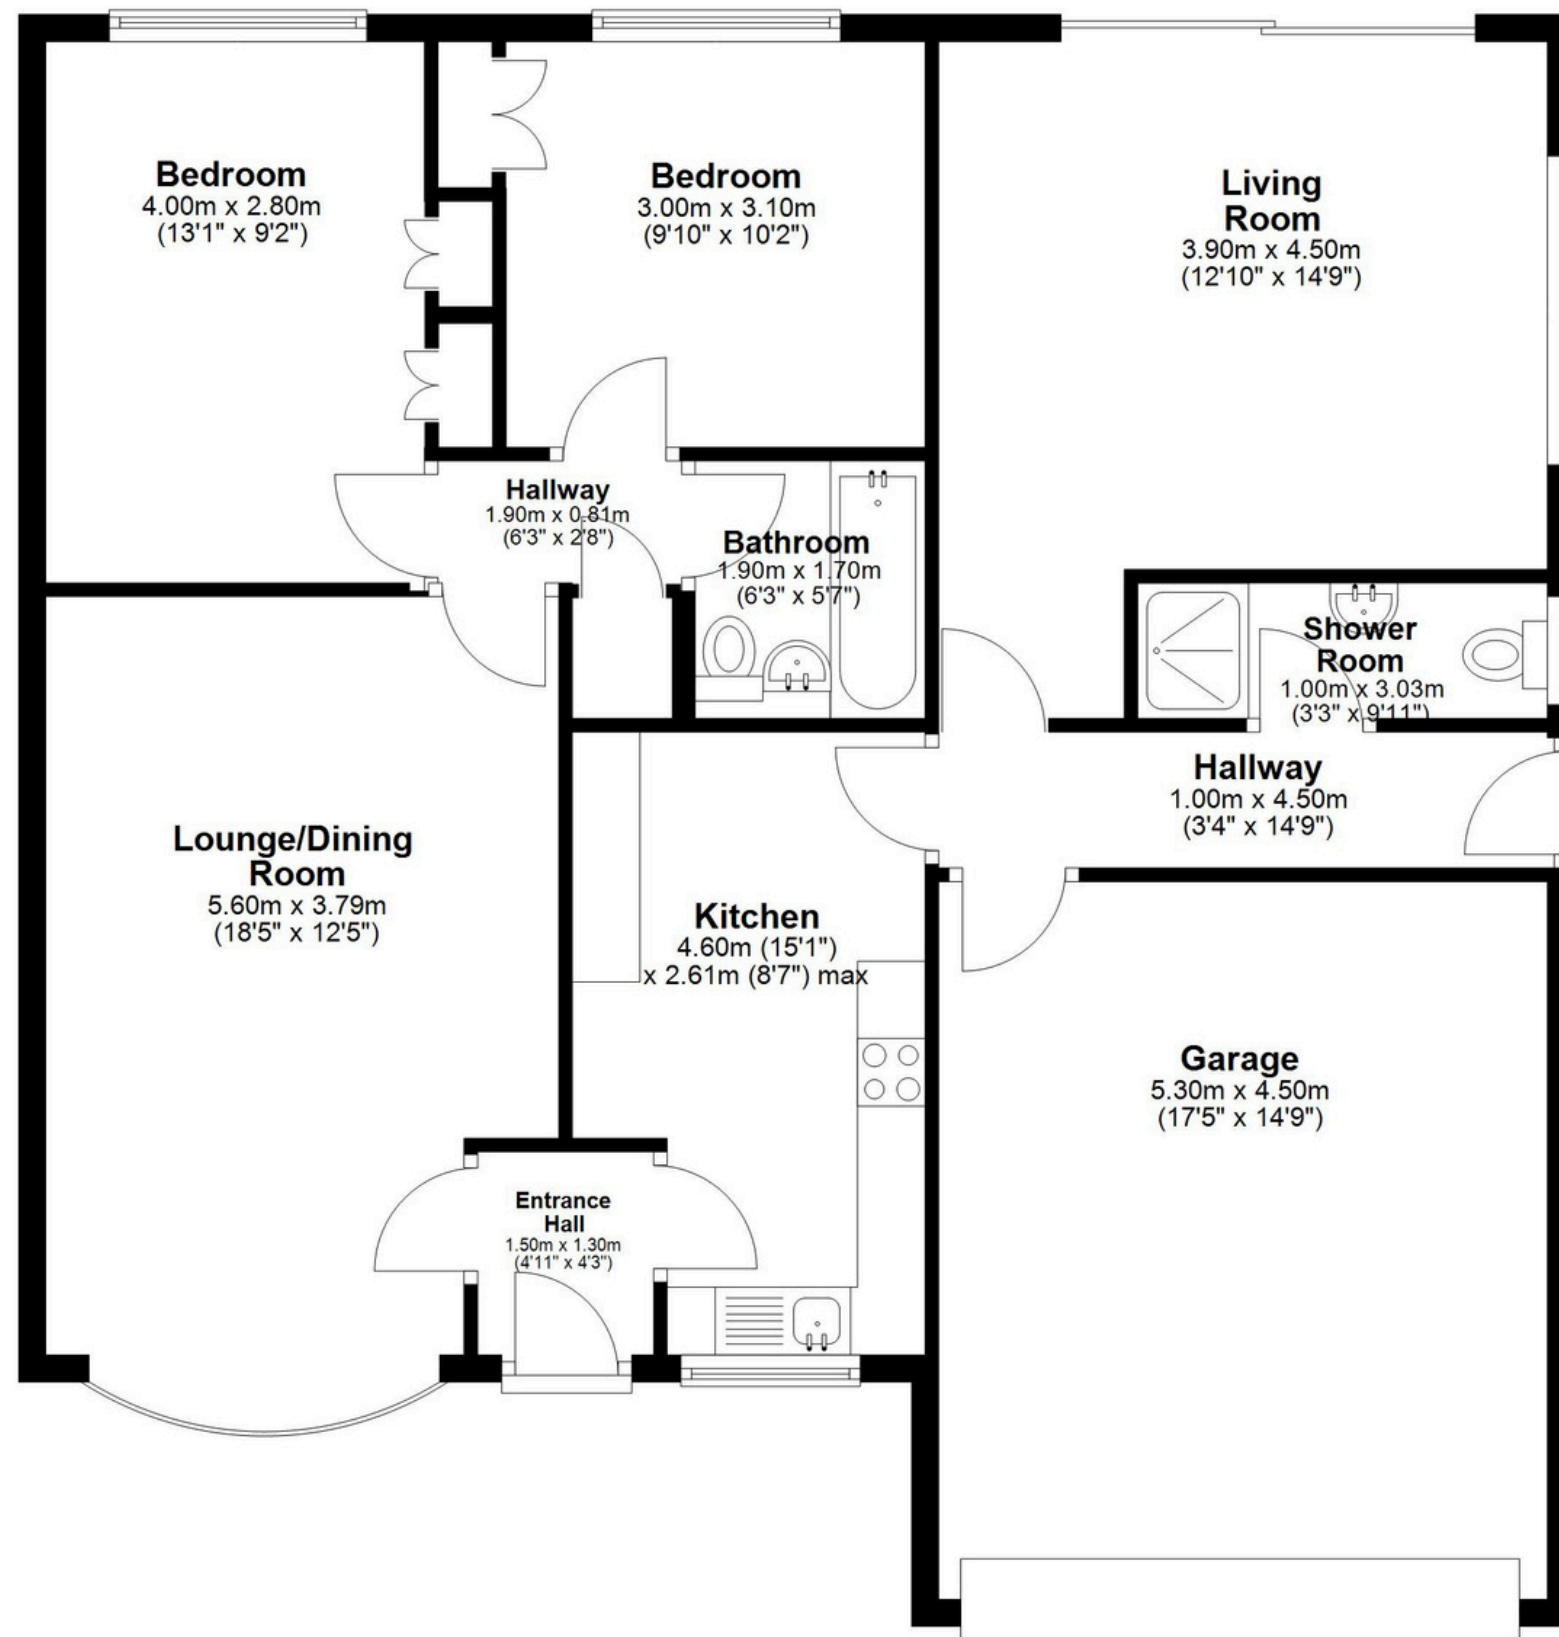 Bedroom
4.00m x 2.80m
(13'1" x 9'2")
Bedroom
3.00m x 3.10m
(9'10" x 10'2")
Living
Room
3.90m x 4.50m
(12'10" x 14'9")
Hallway
1.90m x 0.81m
(6'3" x 2'8")
Bathroom
1.90m x 1.70m
(6'3" x 5'7")
Shower
Room
1.00m x 3.03m
(3'3" x 9'11")
Hallway
1.00m x 4.50m
(3'4" x 14'9")
Lounge/Dining
Room
5.60m x 3.79m
(18'5" x 12'5")
Kitchen
4.60m (15'1")
x 2.61m (8'7") max
Garage
5.30m x 4.50m
(17'5" x 14'9")
Entrance
Hall
1.50m x 1.30m
(4'11" x 4'3")